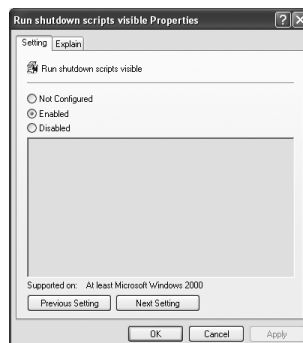 Run shutdown scripts visible Properties
Setting Explain
Run shutdown scripts visible
Not Configured
Enabled
Disabled
Supported on: At least Microsoft Windows 2000
Previous Setting Next Setting
OK Cancel Apply